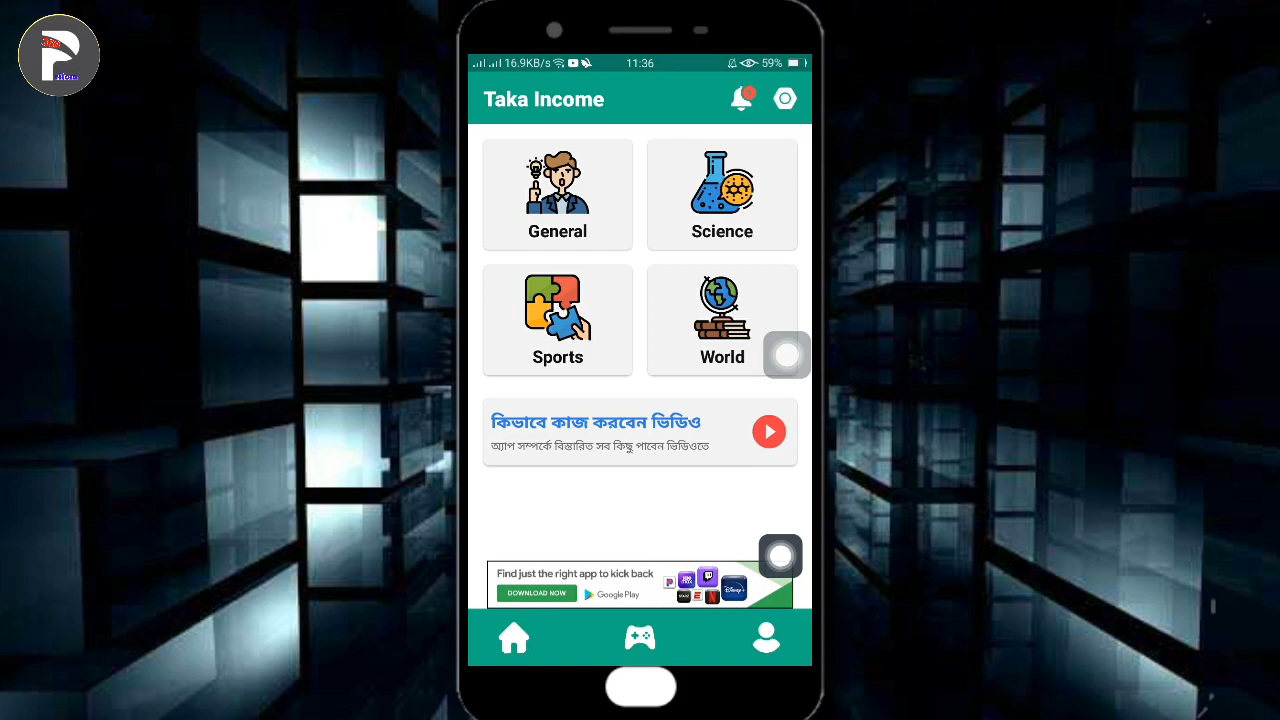 16.9KB/s
11:36
59%
Taka Income
General
Science
Sports
World
কিভাবে কাজ করবেন ভিডিও
অ্যাপ সম্পর্কে বিস্তারিত সব কিছু পাবেন ভিডিওতে
Find just the right app to kick back
DOWNLOAD NOW
Google Play
Disney+